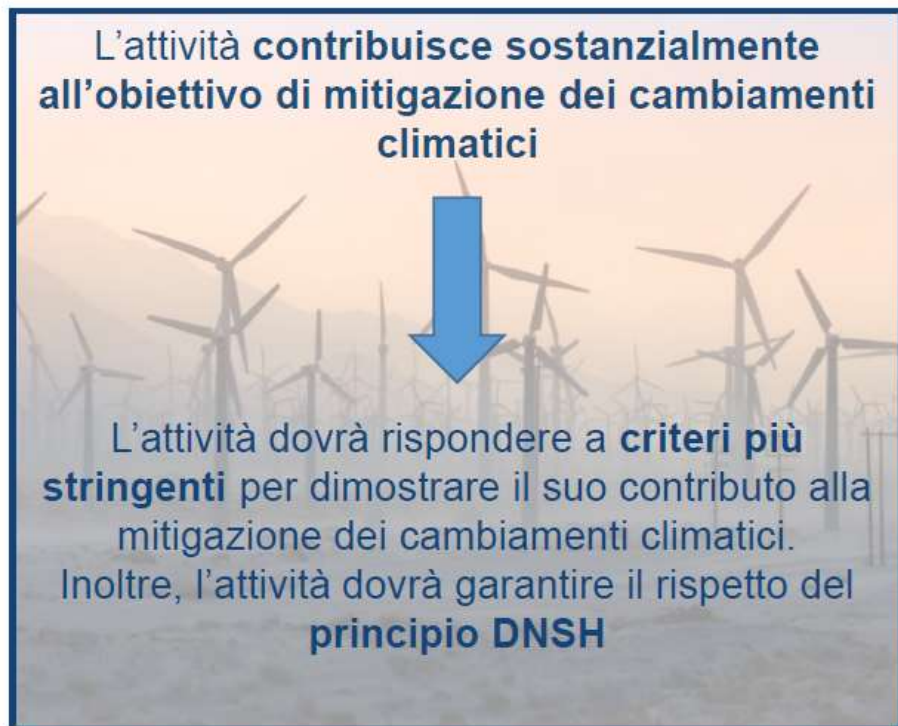 L’attività contribuisce sostanzialmente
all’obiettivo di mitigazione dei cambiamenti
climatici
L’attività dovrà rispondere a criteri più
stringenti per dimostrare il suo contributo alla
mitigazione dei cambiamenti climatici.
Inoltre, l’attività dovrà garantire il rispetto del
principio DNSH